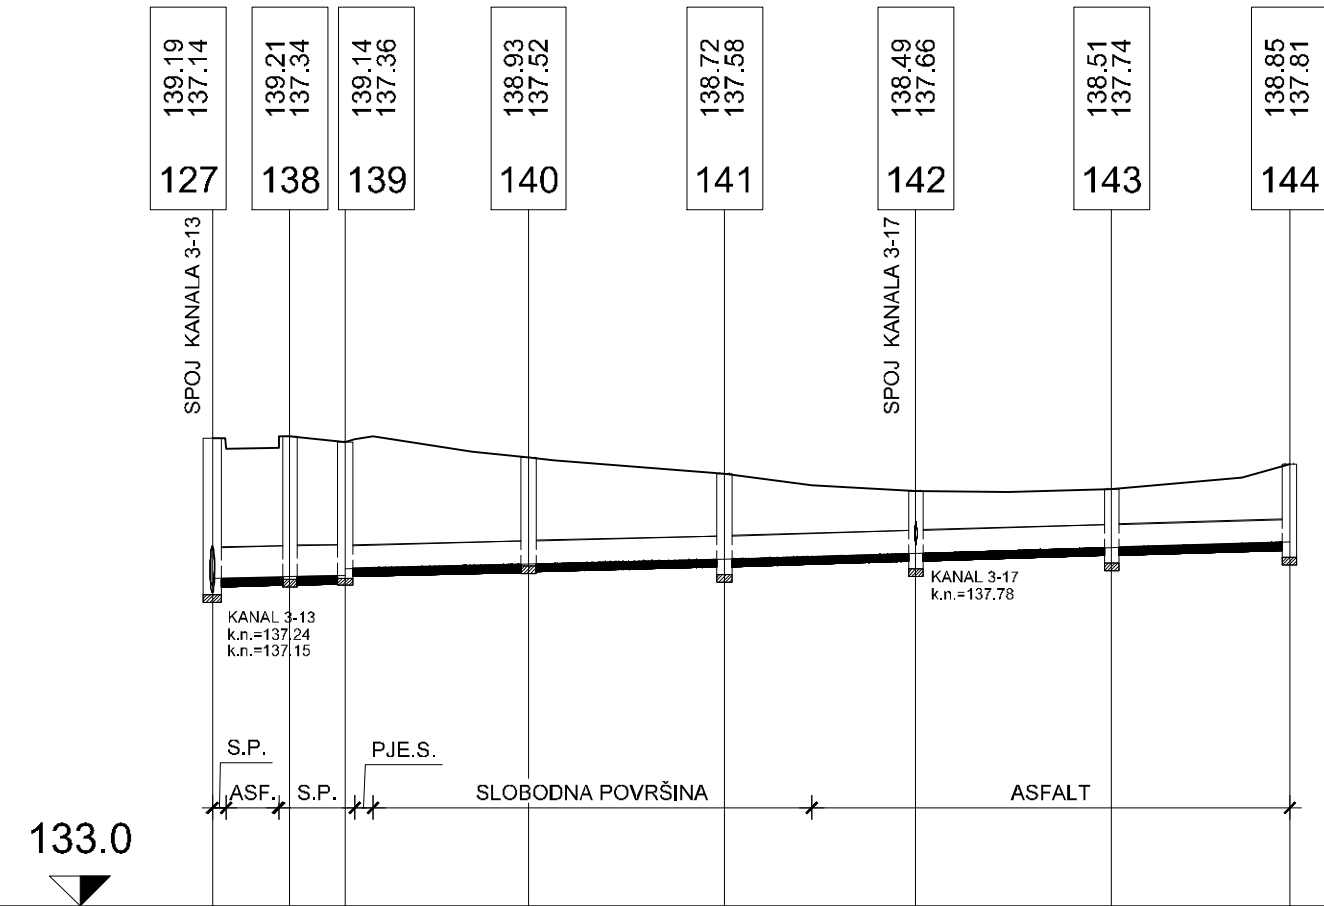 139.19
137.14
127
139.21
137.34
138
139.14
137.36
139
138.93
137.52
140
138.72
137.58
141
138.49
137.66
142
138.51
137.74
143
138.85
137.81
144
SPOJ KANALA 3-13
SPOJ KANALA 3-17
KANAL 3-13
k.n.=137.24
k.n.=137.15
KANAL 3-17
k.n.=137.78
S.P.
PJE.S.
ASF.
S.P.
SLOBODNA POVRŠINA
ASFALT
133.0